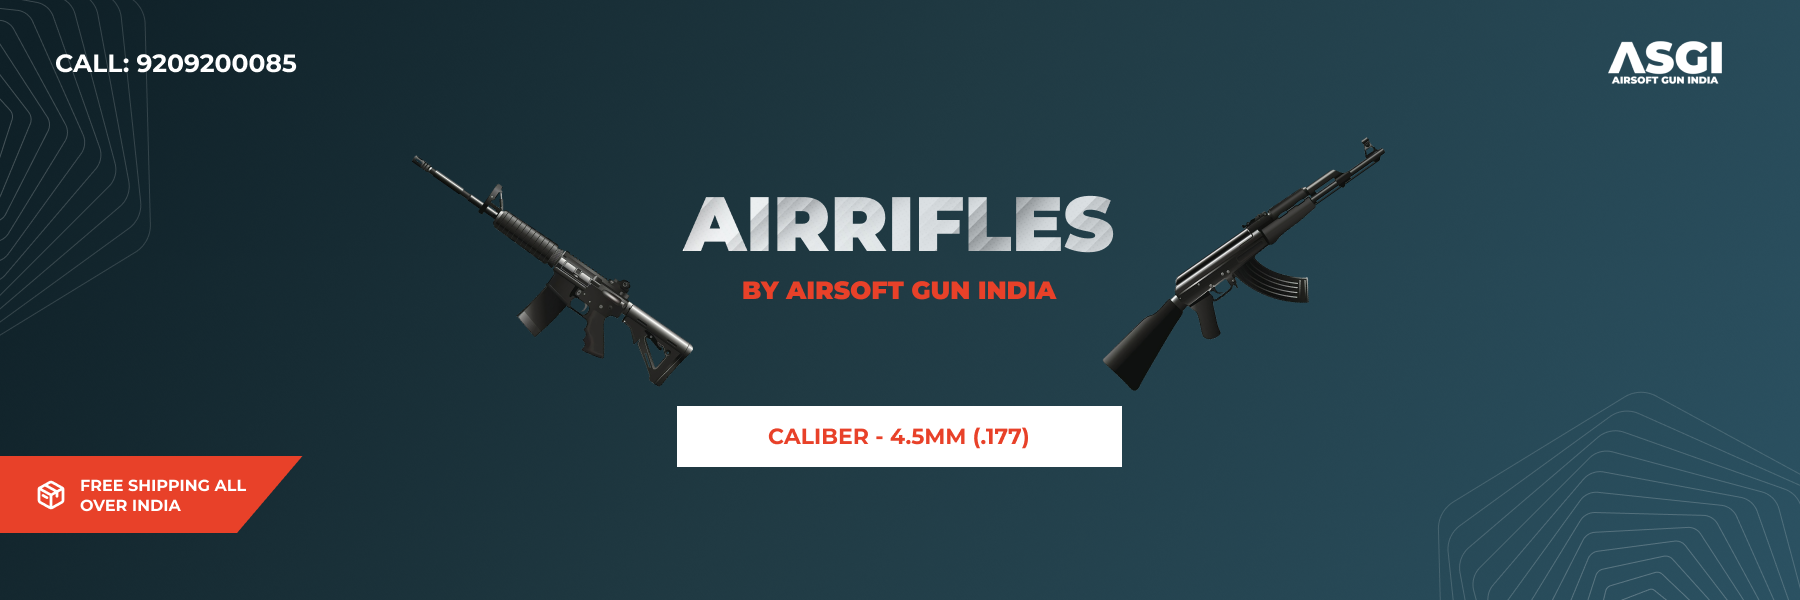 CALL: 9209200085
ASGI
AIRSOFT GUN INDIA
AIRRIFLES
BY AIRSOFT GUN INDIA
CALIBER - 4.5MM (.177)
FREE SHIPPING ALL
OVER INDIA